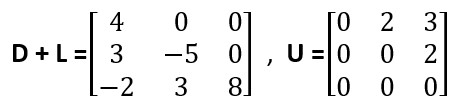 D + L = [4 0 0; 3 −5 0; −2 3 8] , U = [0 2 3; 0 0 2; 0 0 0]